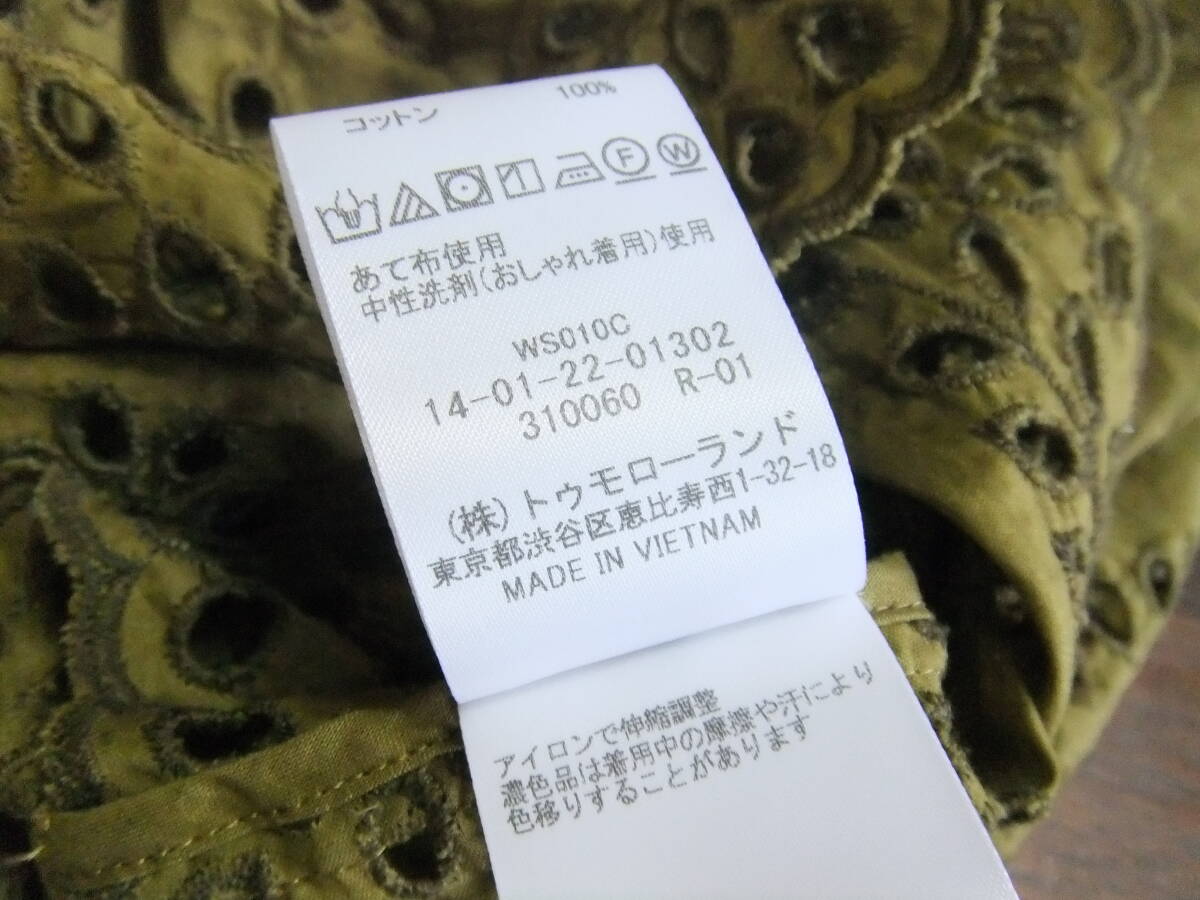 コットン 100%
F W
あて布使用
中性洗剤(おしゃれ着用)使用
WS010C
14-01-22-01302
310060 R-01
(株)トゥモローランド
東京都渋谷区恵比寿西1-32-18
MADE IN VIETNAM
アイロンで伸縮調整
濃色品は着用中の摩擦や汗により
色移りすることがあります